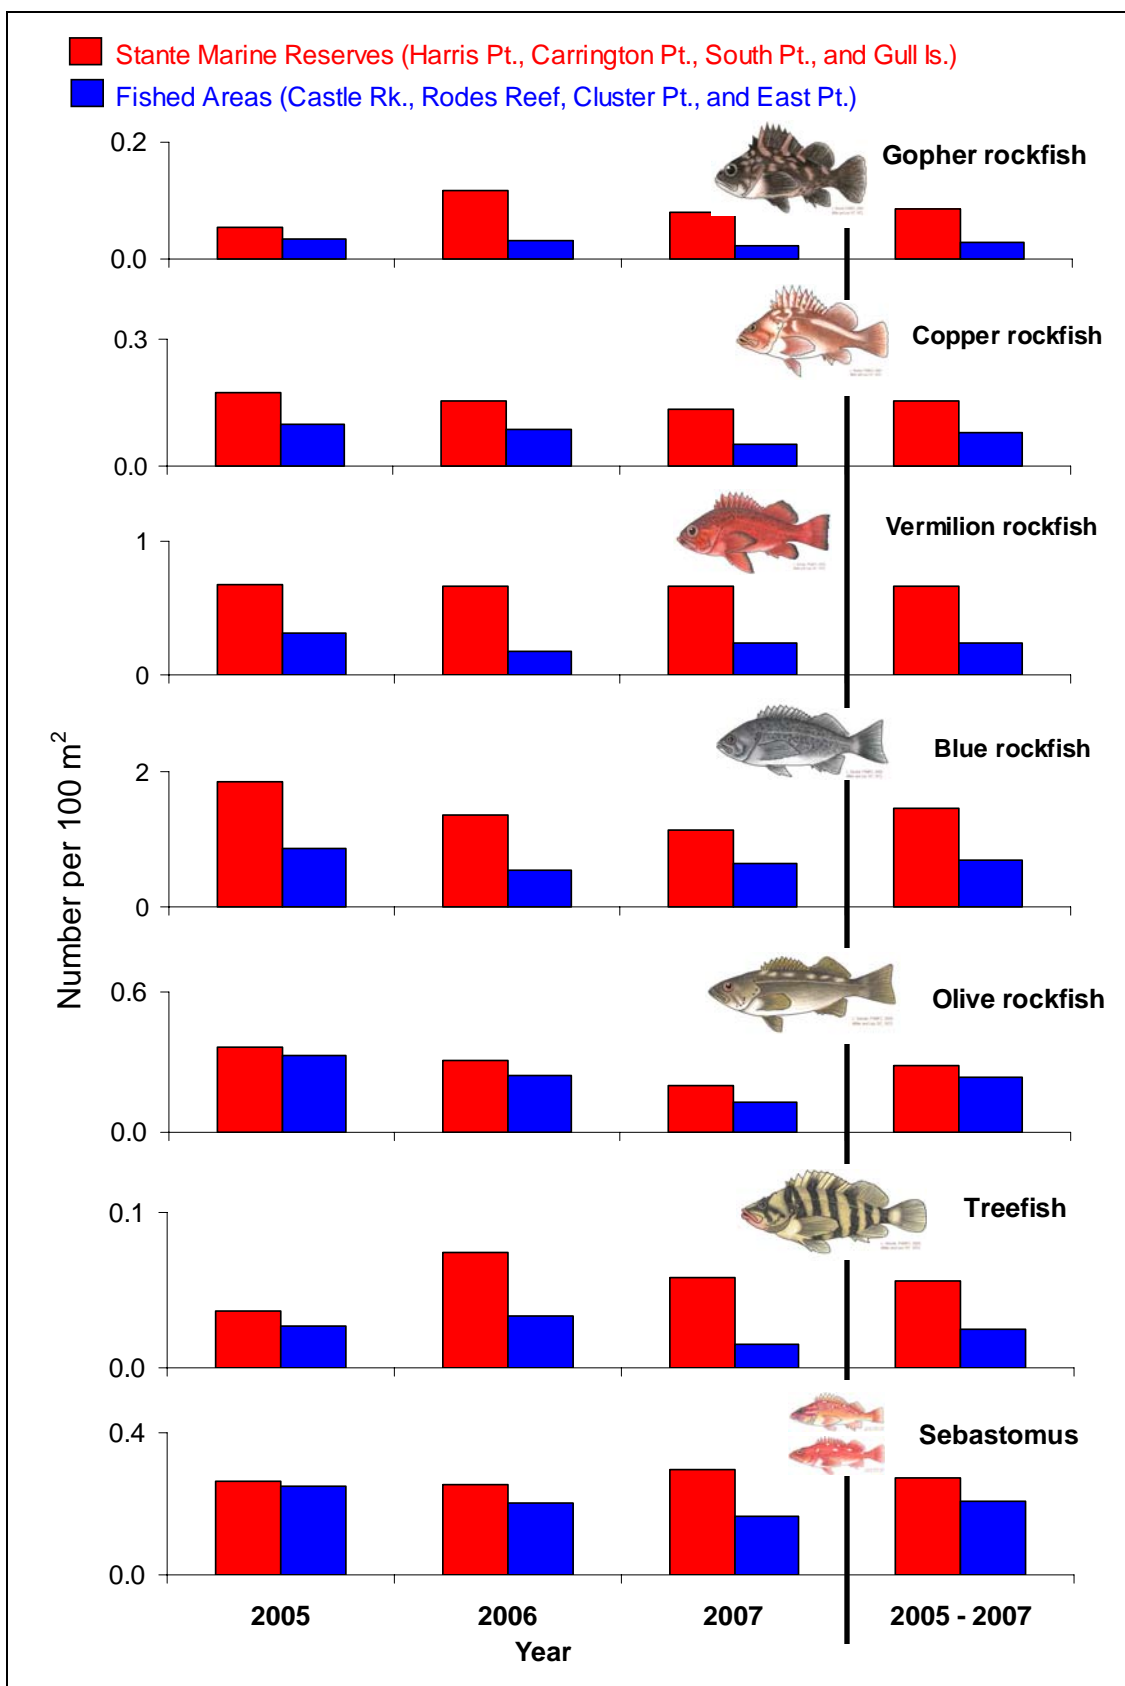 Stante Marine Reserves (Harris Pt., Carrington Pt., South Pt., and Gull Is.)
Fished Areas (Castle Rk., Rodes Reef, Cluster Pt., and East Pt.)
0.2
Gopher rockfish
0.0
0.3
Copper rockfish
0.0
1
Vermilion rockfish
0
Number per 100 m²
2
Blue rockfish
0
0.6
Olive rockfish
0.0
0.1
Treefish
0.0
0.4
Sebastomus
0.0
2005 2006 2007 2005 - 2007
Year